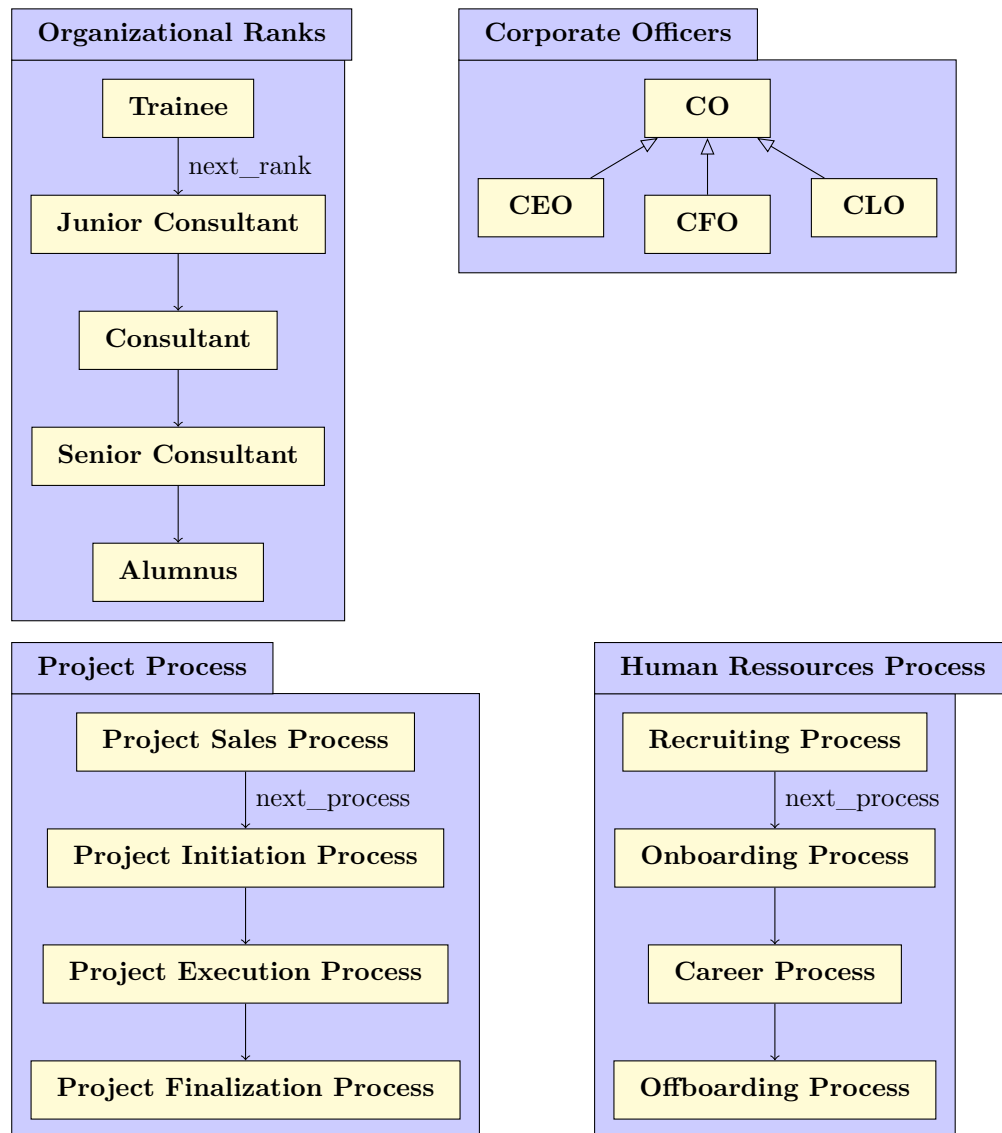 Organizational Ranks
Trainee
next_rank
Junior Consultant
Consultant
Senior Consultant
Alumnus
Corporate Officers
CO
CEO
CFO
CLO
Project Process
Project Sales Process
next_process
Project Initiation Process
Project Execution Process
Project Finalization Process
Human Ressources Process
Recruiting Process
next_process
Onboarding Process
Career Process
Offboarding Process